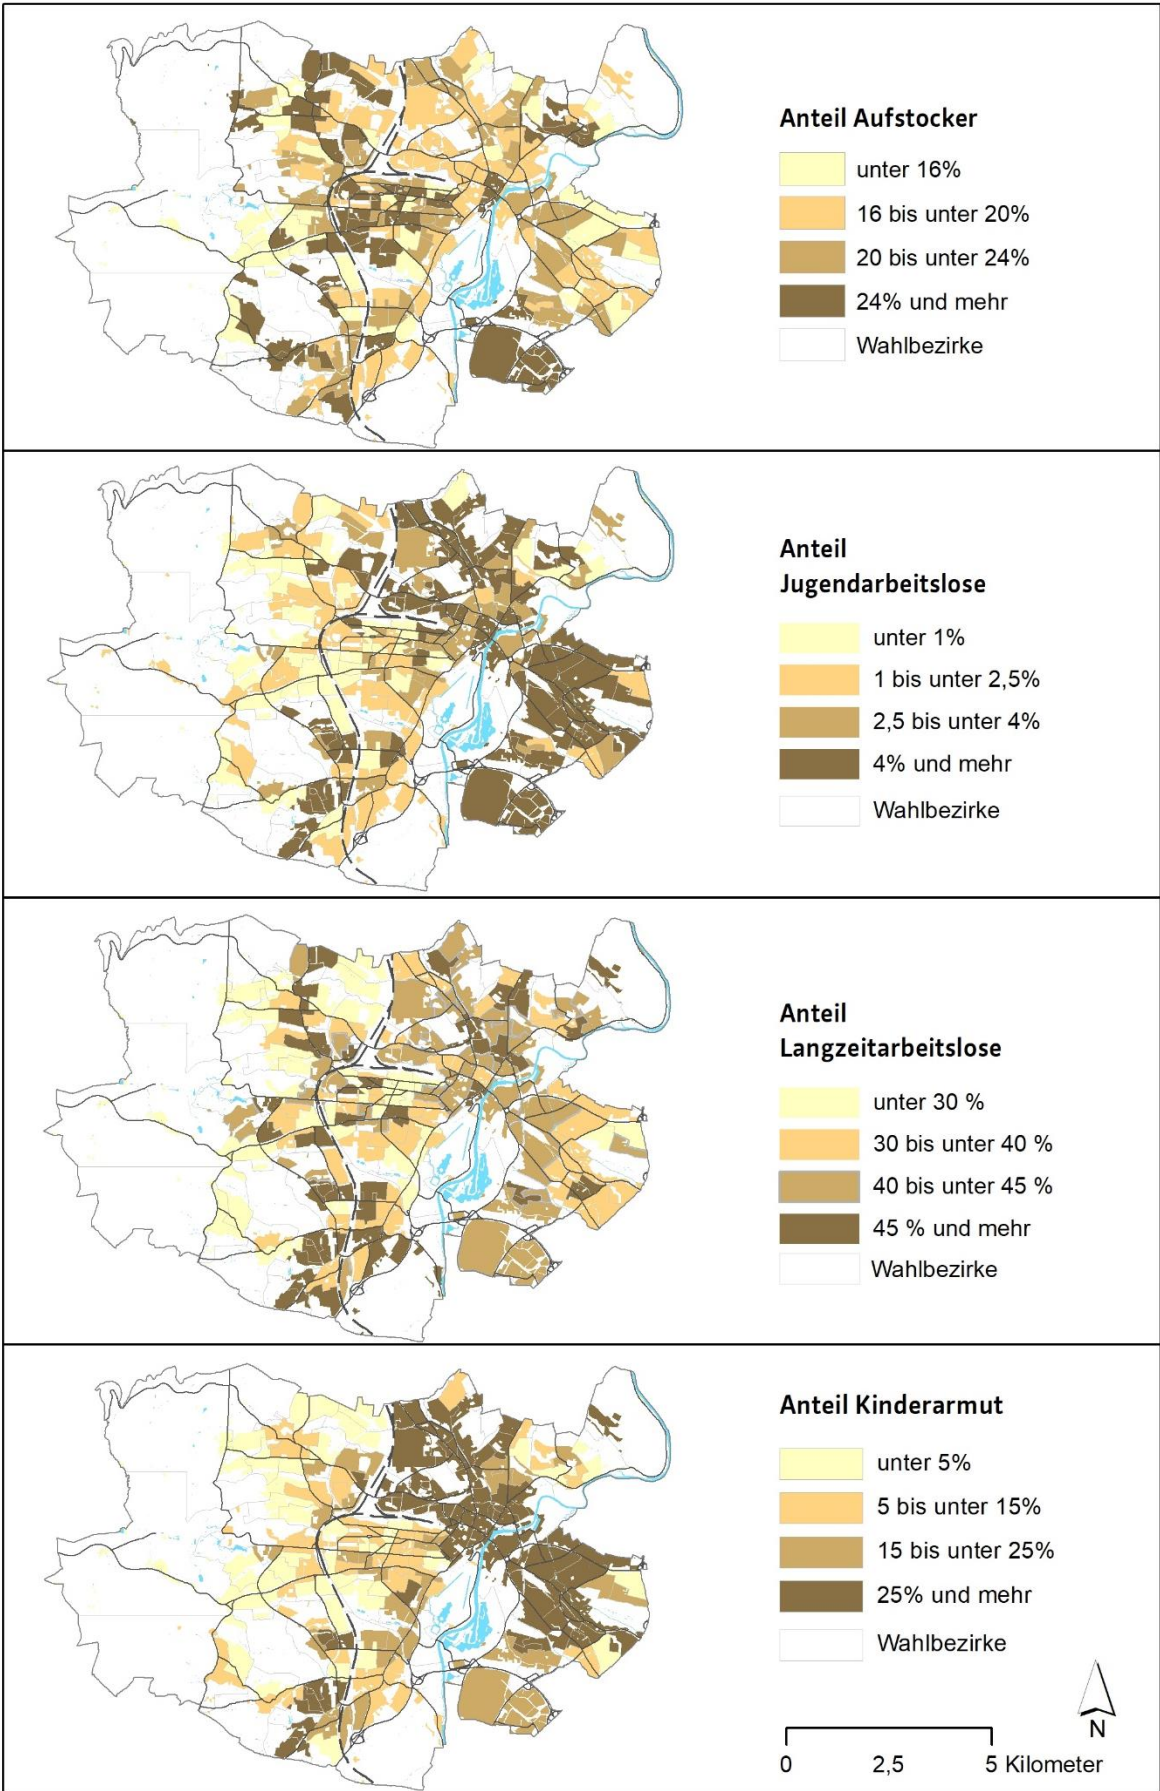 Anteil Aufstocker
unter 16%
16 bis unter 20%
20 bis unter 24%
24% und mehr
Wahlbezirke
Anteil
Jugendarbeitslose
unter 1%
1 bis unter 2,5%
2,5 bis unter 4%
4% und mehr
Wahlbezirke
Anteil
Langzeitarbeitslose
unter 30 %
30 bis unter 40 %
40 bis unter 45 %
45 % und mehr
Wahlbezirke
Anteil Kinderarmut
unter 5%
5 bis unter 15%
15 bis unter 25%
25% und mehr
Wahlbezirke
N
0 2,5 5 Kilometer